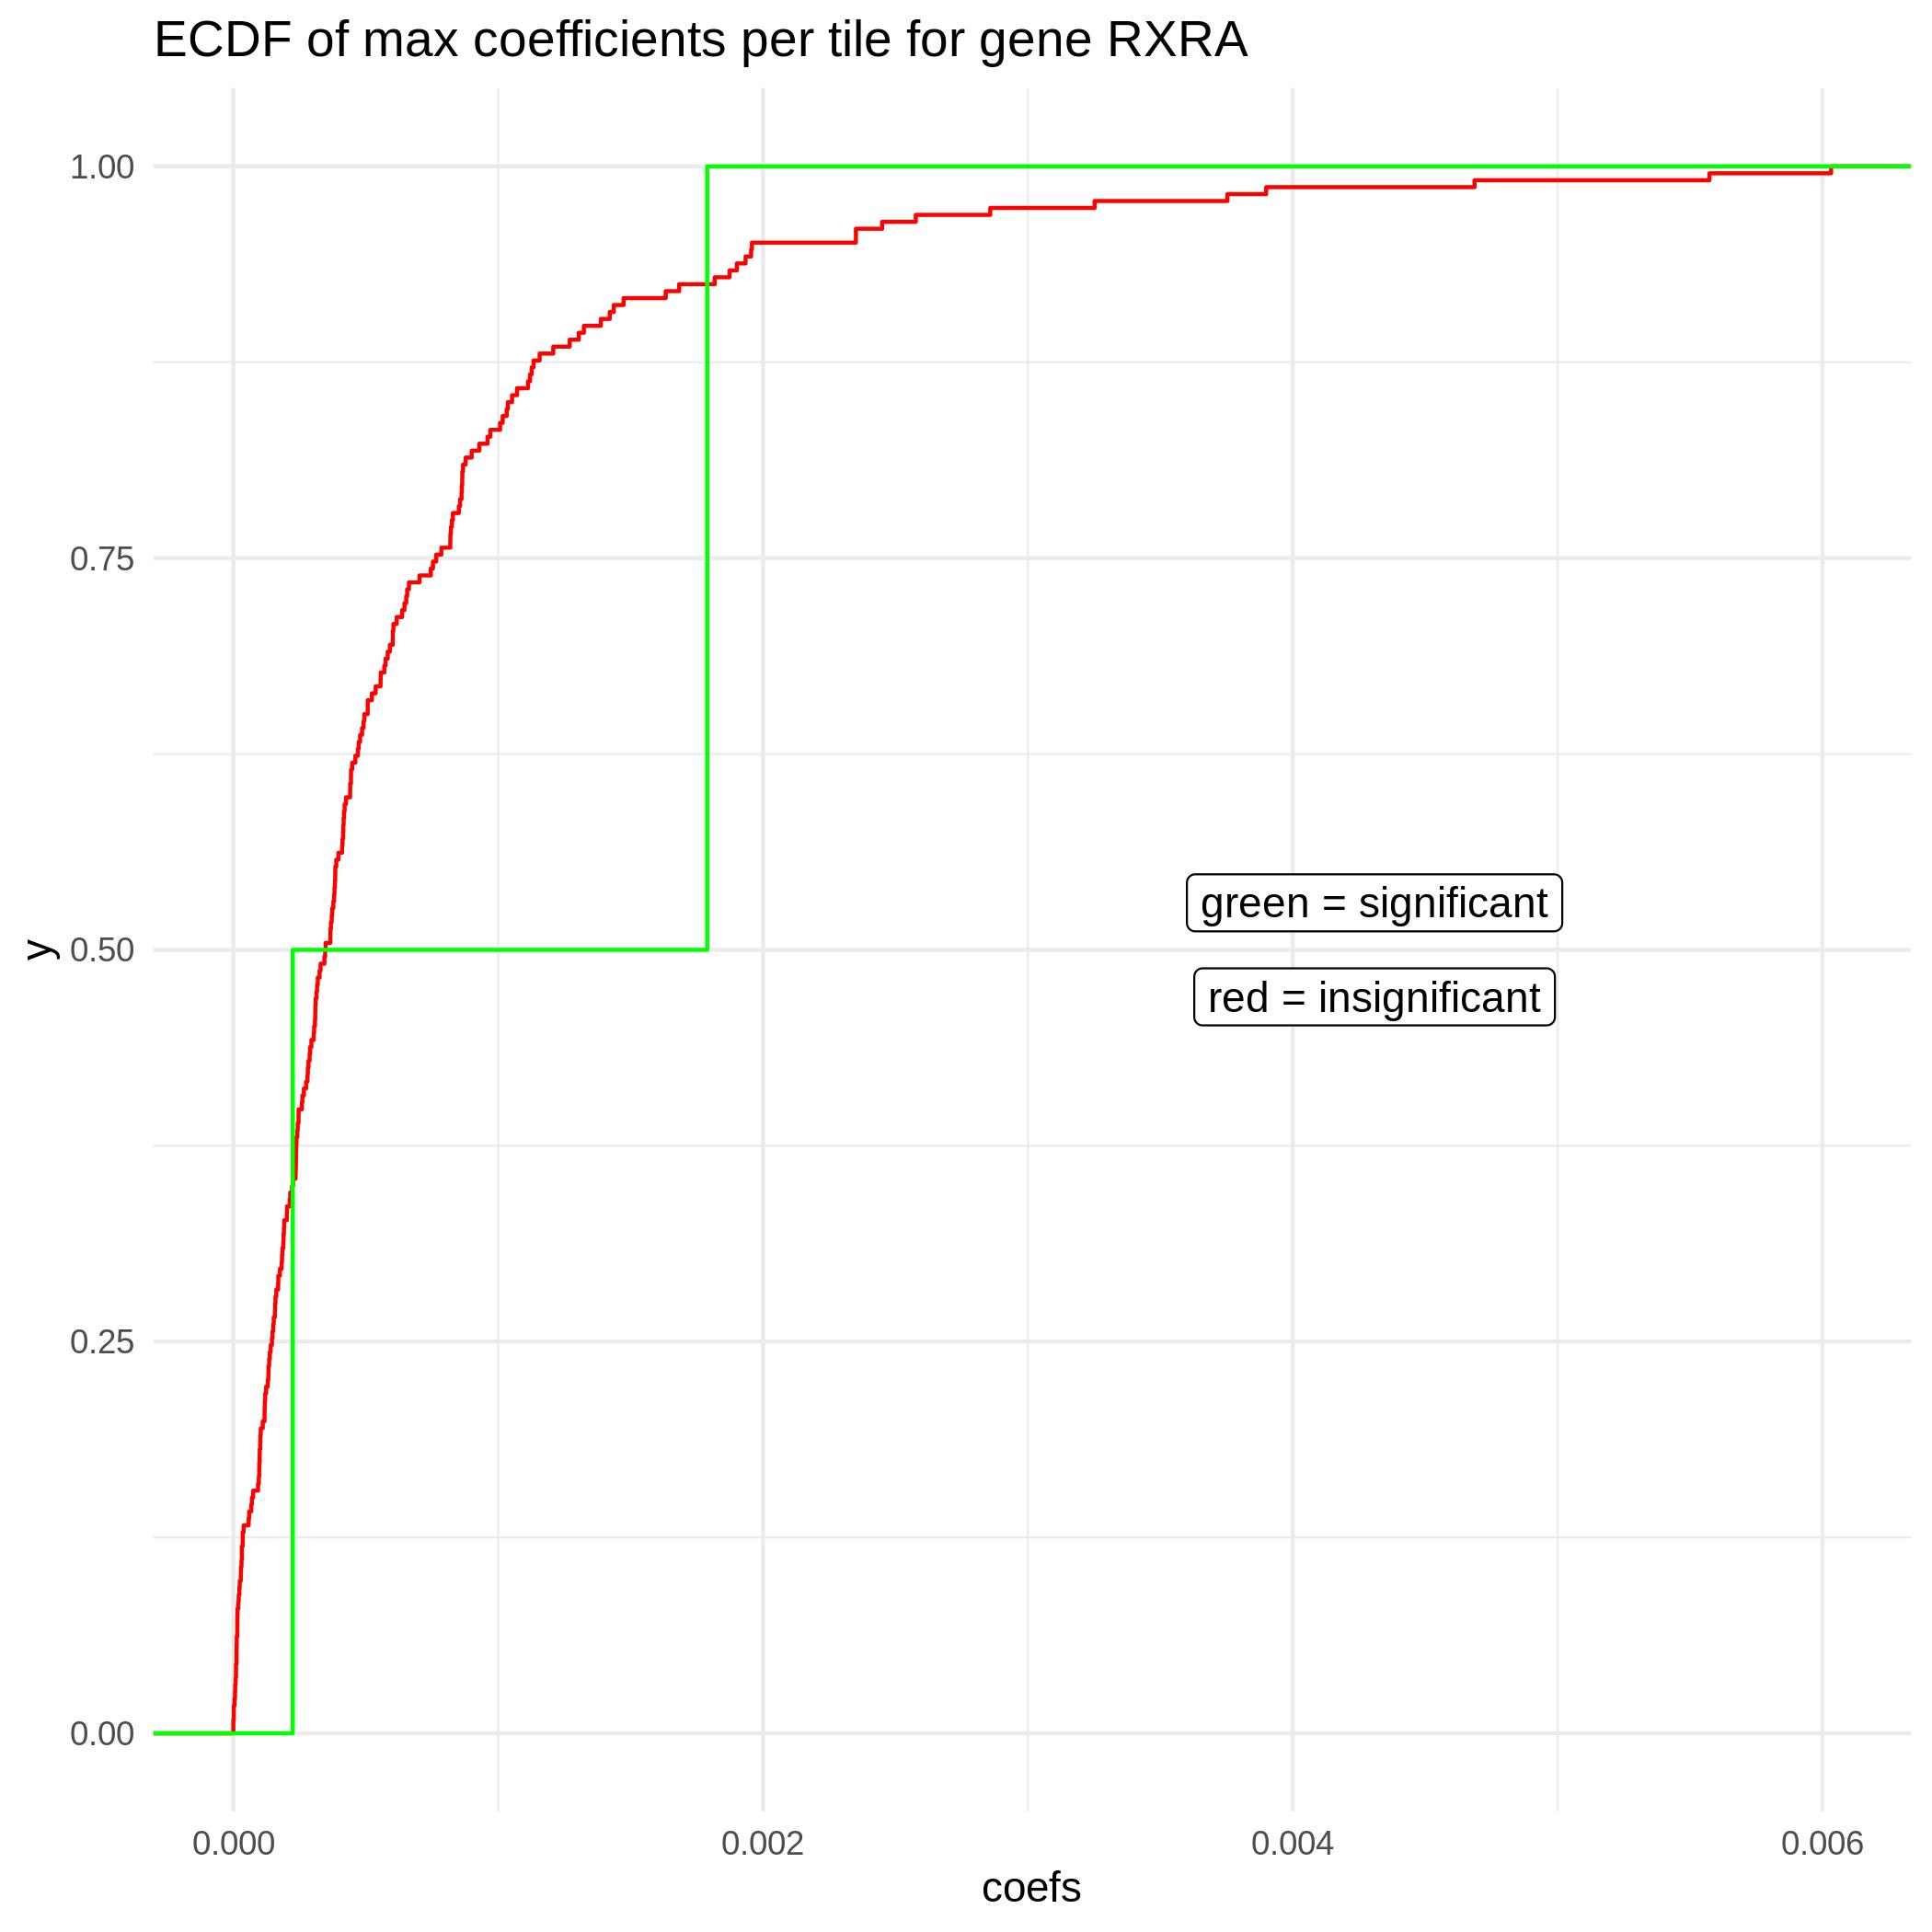 ECDF of max coefficients per tile for gene RXRA
1.00
0.75
0.50
0.25
0.00
y
green = significant
red = insignificant
0.000 0.002 0.004 0.006
coefs